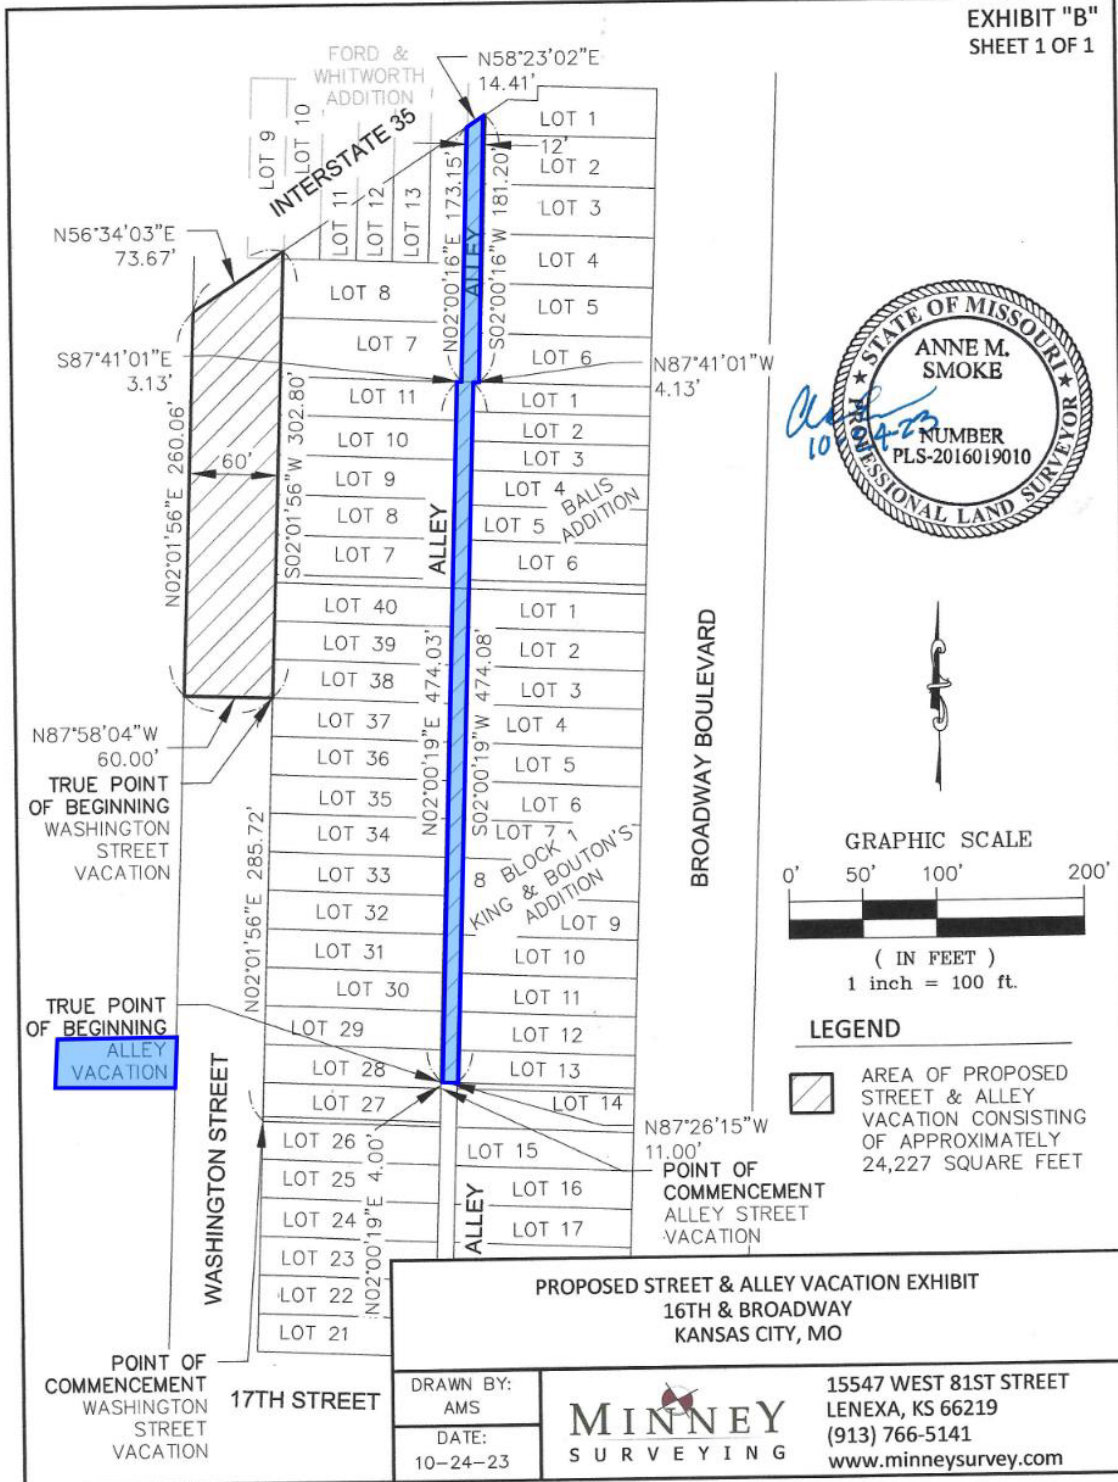 EXHIBIT "B"
SHEET 1 OF 1
FORD &
WHITWORTH
ADDITION
N58°23'02"E
14.41'
LOT 9
LOT 10
INTERSTATE 35
LOT 11
LOT 12
LOT 13
N02°00'16"E 173.15'
ALLEY
S02°00'16"W 181.20'
12'
LOT 1
LOT 2
LOT 3
LOT 4
LOT 5
LOT 6
N56°34'03"E
73.67'
LOT 8
LOT 7
S87°41'01"E
3.13'
N87°41'01"W
4.13'
N02°01'56"E 260.06'
60'
S02°01'56"W 302.80'
LOT 11
LOT 10
LOT 9
LOT 8
LOT 7
ALLEY
LOT 1
LOT 2
LOT 3
LOT 4
LOT 5
LOT 6
BALIS
ADDITION
STATE OF MISSOURI
ANNE M.
SMOKE
NUMBER
PLS-2016019010
PROFESSIONAL LAND SURVEYOR
LOT 40
LOT 39
LOT 38
LOT 37
LOT 36
LOT 35
LOT 34
LOT 33
LOT 32
LOT 31
LOT 30
LOT 29
LOT 28
LOT 27
LOT 26
LOT 25
LOT 24
LOT 23
LOT 22
LOT 21
N02°00'19"E 474.03'
S02°00'19"W 474.08'
LOT 1
LOT 2
LOT 3
LOT 4
LOT 5
LOT 6
LOT 7
8
BLOCK 1
KING & BOUTON'S
ADDITION
LOT 9
LOT 10
LOT 11
LOT 12
LOT 13
LOT 14
LOT 15
LOT 16
LOT 17
BROADWAY BOULEVARD
N87°58'04"W
60.00'
TRUE POINT
OF BEGINNING
WASHINGTON
STREET
VACATION
N02°01'56"E 285.72'
TRUE POINT
OF BEGINNING
ALLEY
VACATION
WASHINGTON STREET
N02°00'19"E 4.00'
ALLEY
N87°26'15"W
11.00'
POINT OF
COMMENCEMENT
ALLEY STREET
VACATION
POINT OF
COMMENCEMENT
WASHINGTON
STREET
VACATION
17TH STREET
GRAPHIC SCALE
0' 50' 100' 200'
( IN FEET )
1 inch = 100 ft.
LEGEND
AREA OF PROPOSED
STREET & ALLEY
VACATION CONSISTING
OF APPROXIMATELY
24,227 SQUARE FEET
PROPOSED STREET & ALLEY VACATION EXHIBIT
16TH & BROADWAY
KANSAS CITY, MO
DRAWN BY:
AMS
DATE:
10-24-23
MINNEY
SURVEYING
15547 WEST 81ST STREET
LENEXA, KS 66219
(913) 766-5141
www.minneysurvey.com